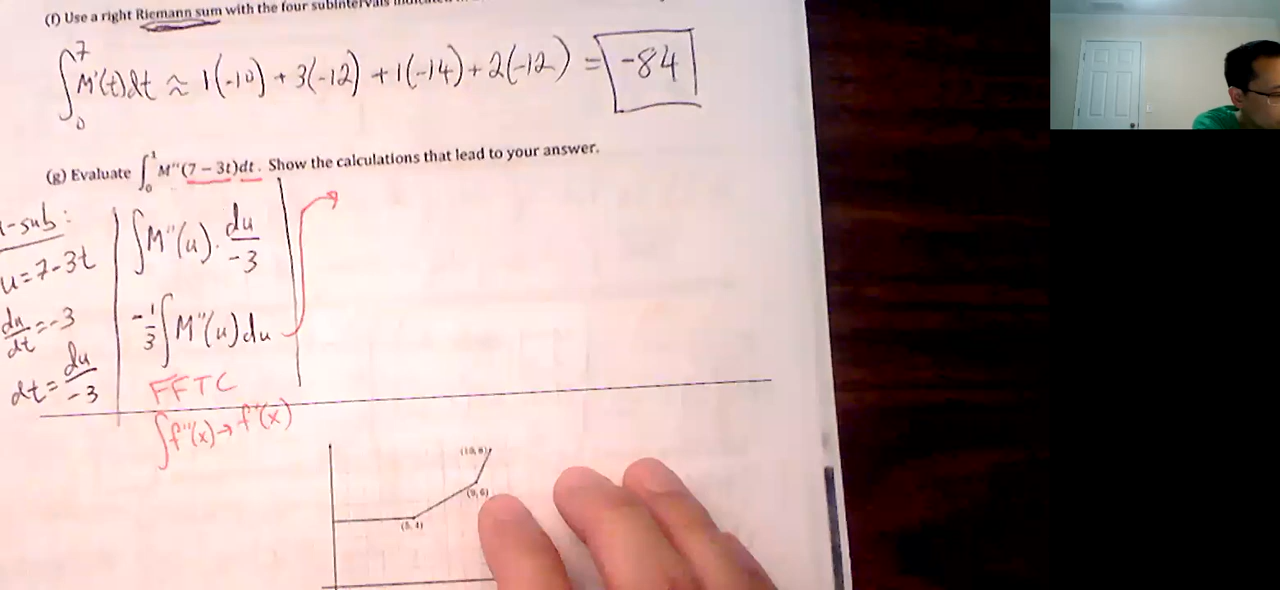 (f) Use a right Riemann sum with the four subintervals
∫₀⁷ M'(t)dt ≈ 1(-10) + 3(-12) + 1(-14) + 2(-12) = -84
(g) Evaluate ∫₀¹ M''(7 − 3t)dt. Show the calculations that lead to your answer.
-sub:
u=7-3t
du/dt = -3
dt = du/-3
∫M''(u) · du/-3
-1/3 ∫M''(u)du
FFTC
∫f''(x)→f'(x)
(10, 8)
(9, 6)
(5, 4)